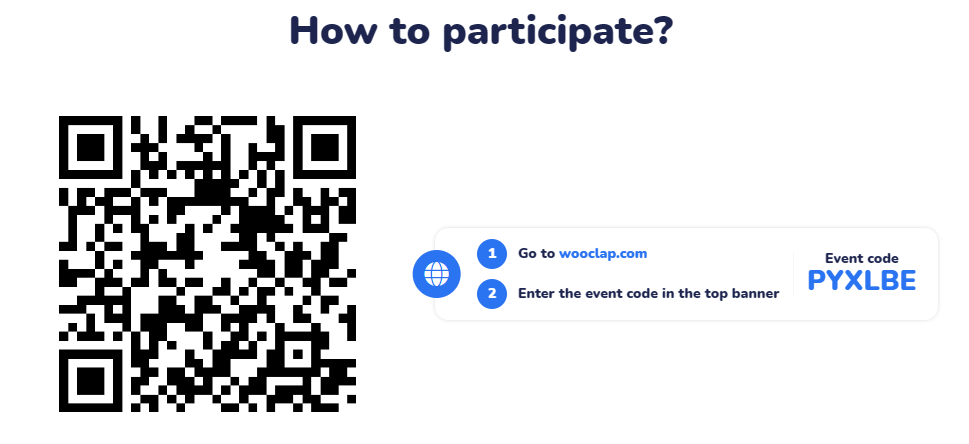 How to participate?
1 Go to wooclap.com
2 Enter the event code in the top banner
Event code
PYXLBE